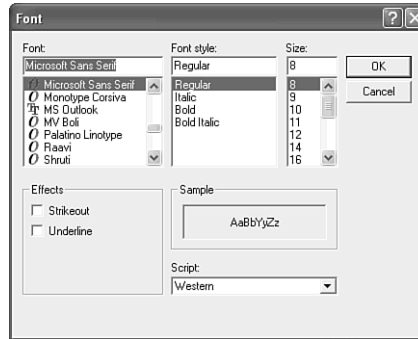 Font
Font: Font style: Size:
Microsoft Sans Serif Regular 8 OK
Microsoft Sans Serif Regular 8 Cancel
Monotype Corsiva Italic 9
MS Outlook Bold 10
MV Boli Bold Italic 11
Palatino Linotype 12
Raavi 14
Shruti 16
Effects Sample
Strikeout AaBbYyZz
Underline
Script:
Western